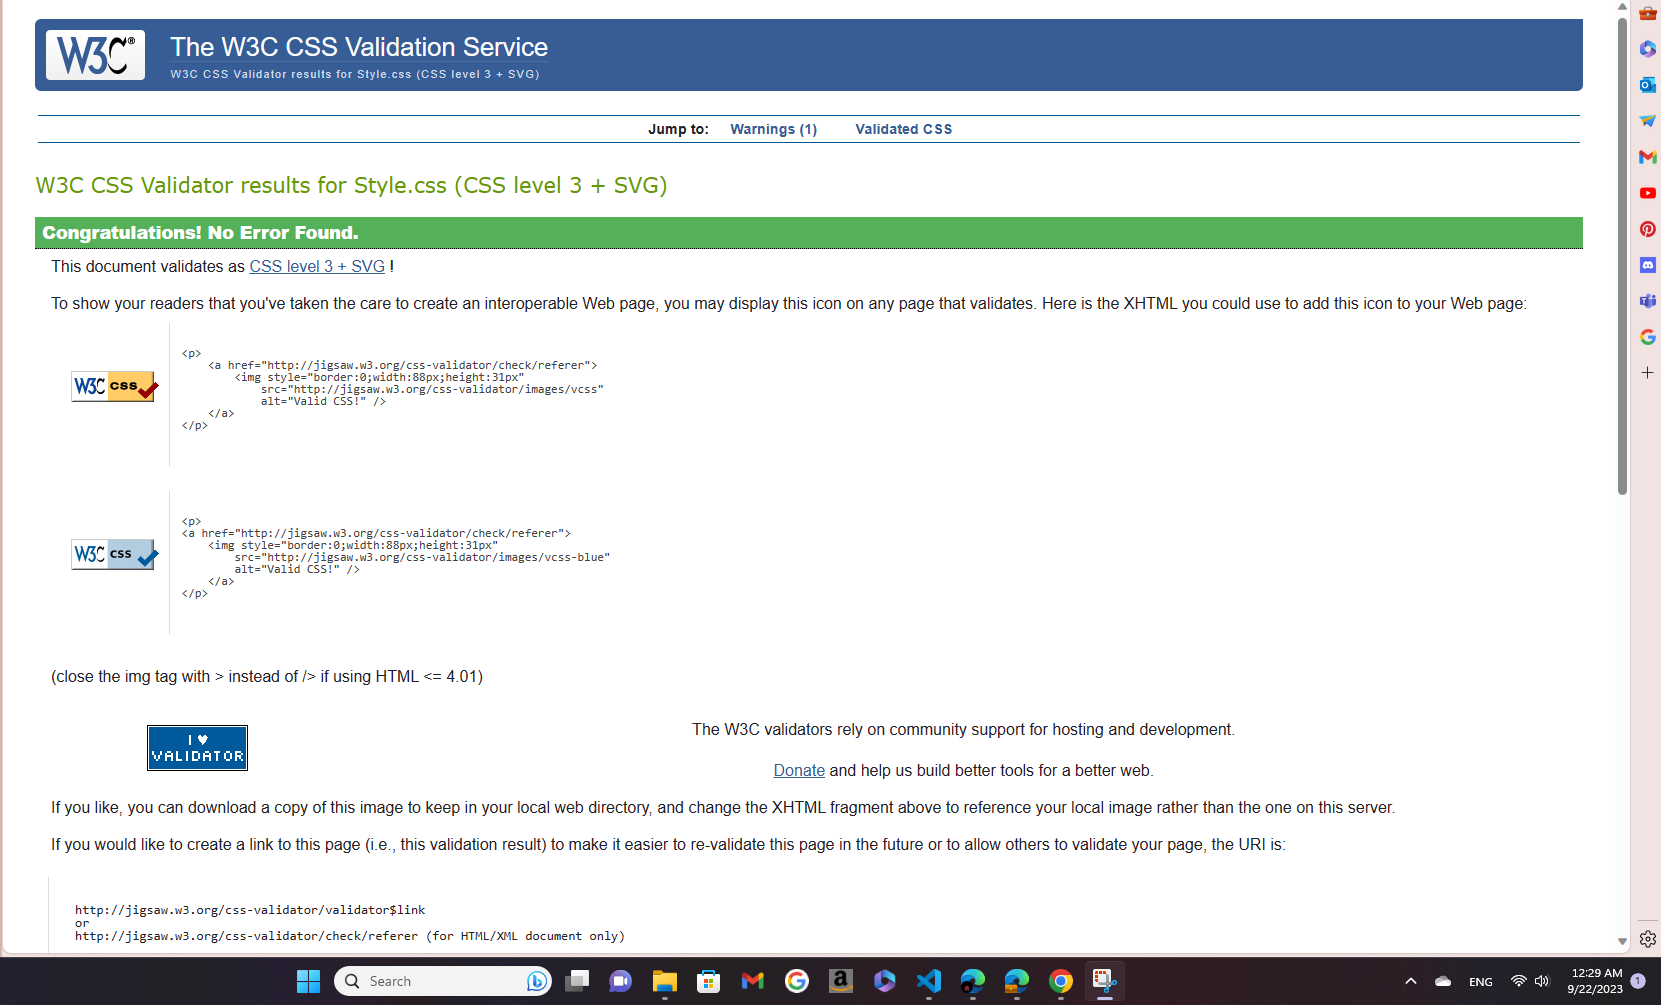 W3C®
The W3C CSS Validation Service
W3C CSS Validator results for Style.css (CSS level 3 + SVG)
Jump to: Warnings (1) Validated CSS
W3C CSS Validator results for Style.css (CSS level 3 + SVG)
Congratulations! No Error Found.
This document validates as CSS level 3 + SVG !
To show your readers that you've taken the care to create an interoperable Web page, you may display this icon on any page that validates. Here is the XHTML you could use to add this icon to your Web page:
W3C css
<p>
<a href="http://jigsaw.w3.org/css-validator/check/referer">
<img style="border:0;width:88px;height:31px"
src="http://jigsaw.w3.org/css-validator/images/vcss"
alt="Valid CSS!" />
</a>
</p>
W3C css
<p>
<a href="http://jigsaw.w3.org/css-validator/check/referer">
<img style="border:0;width:88px;height:31px"
src="http://jigsaw.w3.org/css-validator/images/vcss-blue"
alt="Valid CSS!" />
</a>
</p>
(close the img tag with > instead of /> if using HTML <= 4.01)
I ♥
VALIDATOR
The W3C validators rely on community support for hosting and development.
Donate and help us build better tools for a better web.
If you like, you can download a copy of this image to keep in your local web directory, and change the XHTML fragment above to reference your local image rather than the one on this server.
If you would like to create a link to this page (i.e., this validation result) to make it easier to re-validate this page in the future or to allow others to validate your page, the URI is:
http://jigsaw.w3.org/css-validator/validator$link
or
http://jigsaw.w3.org/css-validator/check/referer (for HTML/XML document only)
Search
ENG
12:29 AM
9/22/2023
1